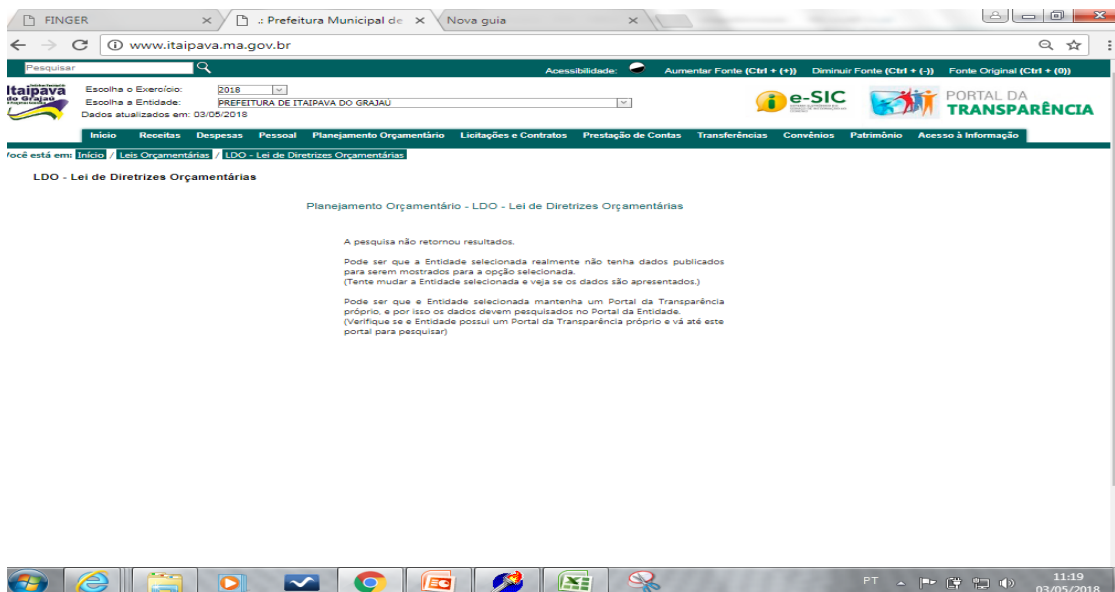 FINGER
.: Prefeitura Municipal de
Nova guia
www.itaipava.ma.gov.br
Pesquisar
Acessibilidade:
Aumentar Fonte (Ctrl + (+))
Diminuir Fonte (Ctrl + (-))
Fonte Original (Ctrl + (0))
Itaipava
do Grajaú
Escolha o Exercício: 2018
Escolha a Entidade: PREFEITURA DE ITAIPAVA DO GRAJAÚ
Dados atualizados em: 03/05/2018
e-SIC
PORTAL DA
TRANSPARÊNCIA
Início Receitas Despesas Pessoal Planejamento Orçamentário Licitações e Contratos Prestação de Contas Transferências Convênios Patrimônio Acesso à Informação
Você está em: Início / Leis Orçamentárias / LDO - Lei de Diretrizes Orçamentárias
LDO - Lei de Diretrizes Orçamentárias
Planejamento Orçamentário - LDO - Lei de Diretrizes Orçamentárias
A pesquisa não retornou resultados.
Pode ser que a Entidade selecionada realmente não tenha dados publicados
para serem mostrados para a opção selecionada.
(Tente mudar a Entidade selecionada e veja se os dados são apresentados.)
Pode ser que e Entidade selecionada mantenha um Portal da Transparência
próprio, e por isso os dados devem pesquisados no Portal da Entidade.
(Verifique se e Entidade possui um Portal da Transparência próprio e vá até este
portal para pesquisar)
PT
11:19
03/05/2018